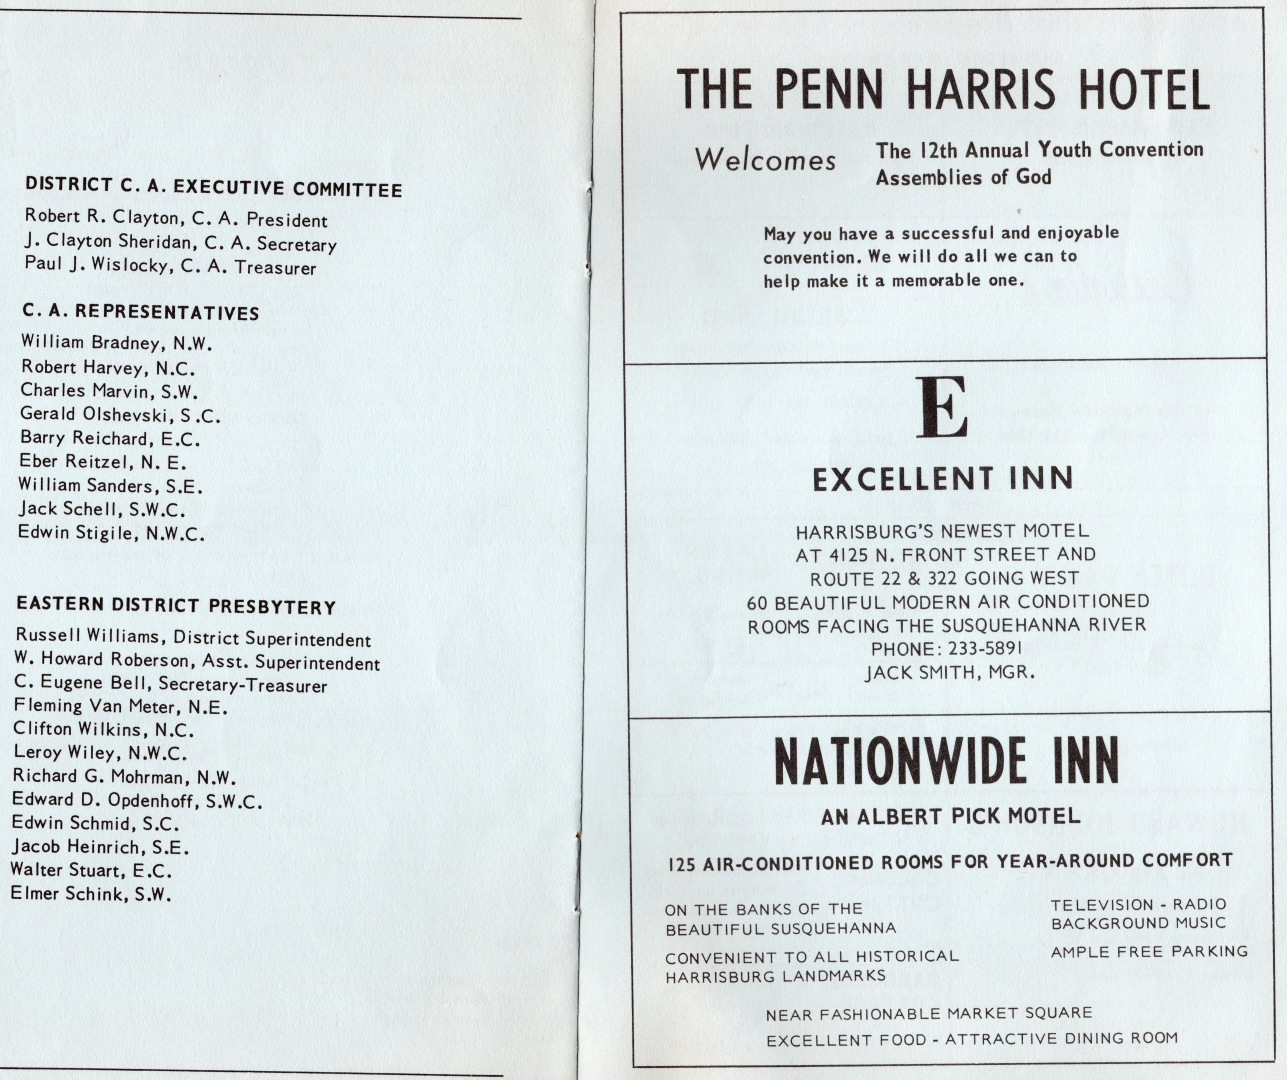 DISTRICT C. A. EXECUTIVE COMMITTEE
Robert R. Clayton, C. A. President
J. Clayton Sheridan, C. A. Secretary
Paul J. Wislocky, C. A. Treasurer
C. A. REPRESENTATIVES
William Bradney, N.W.
Robert Harvey, N.C.
Charles Marvin, S.W.
Gerald Olshevski, S.C.
Barry Reichard, E.C.
Eber Reitzel, N. E.
William Sanders, S.E.
Jack Schell, S.W.C.
Edwin Stigile, N.W.C.
EASTERN DISTRICT PRESBYTERY
Russell Williams, District Superintendent
W. Howard Roberson, Asst. Superintendent
C. Eugene Bell, Secretary-Treasurer
Fleming Van Meter, N.E.
Clifton Wilkins, N.C.
Leroy Wiley, N.W.C.
Richard G. Mohrman, N.W.
Edward D. Opdenhoff, S.W.C.
Edwin Schmid, S.C.
Jacob Heinrich, S.E.
Walter Stuart, E.C.
Elmer Schink, S.W.
THE PENN HARRIS HOTEL
Welcomes
The 12th Annual Youth Convention
Assemblies of God
May you have a successful and enjoyable
convention. We will do all we can to
help make it a memorable one.
E
EXCELLENT INN
HARRISBURG'S NEWEST MOTEL
AT 4125 N. FRONT STREET AND
ROUTE 22 & 322 GOING WEST
60 BEAUTIFUL MODERN AIR CONDITIONED
ROOMS FACING THE SUSQUEHANNA RIVER
PHONE: 233-5891
JACK SMITH, MGR.
NATIONWIDE INN
AN ALBERT PICK MOTEL
125 AIR-CONDITIONED ROOMS FOR YEAR-AROUND COMFORT
ON THE BANKS OF THE
BEAUTIFUL SUSQUEHANNA
CONVENIENT TO ALL HISTORICAL
HARRISBURG LANDMARKS
TELEVISION - RADIO
BACKGROUND MUSIC
AMPLE FREE PARKING
NEAR FASHIONABLE MARKET SQUARE
EXCELLENT FOOD - ATTRACTIVE DINING ROOM